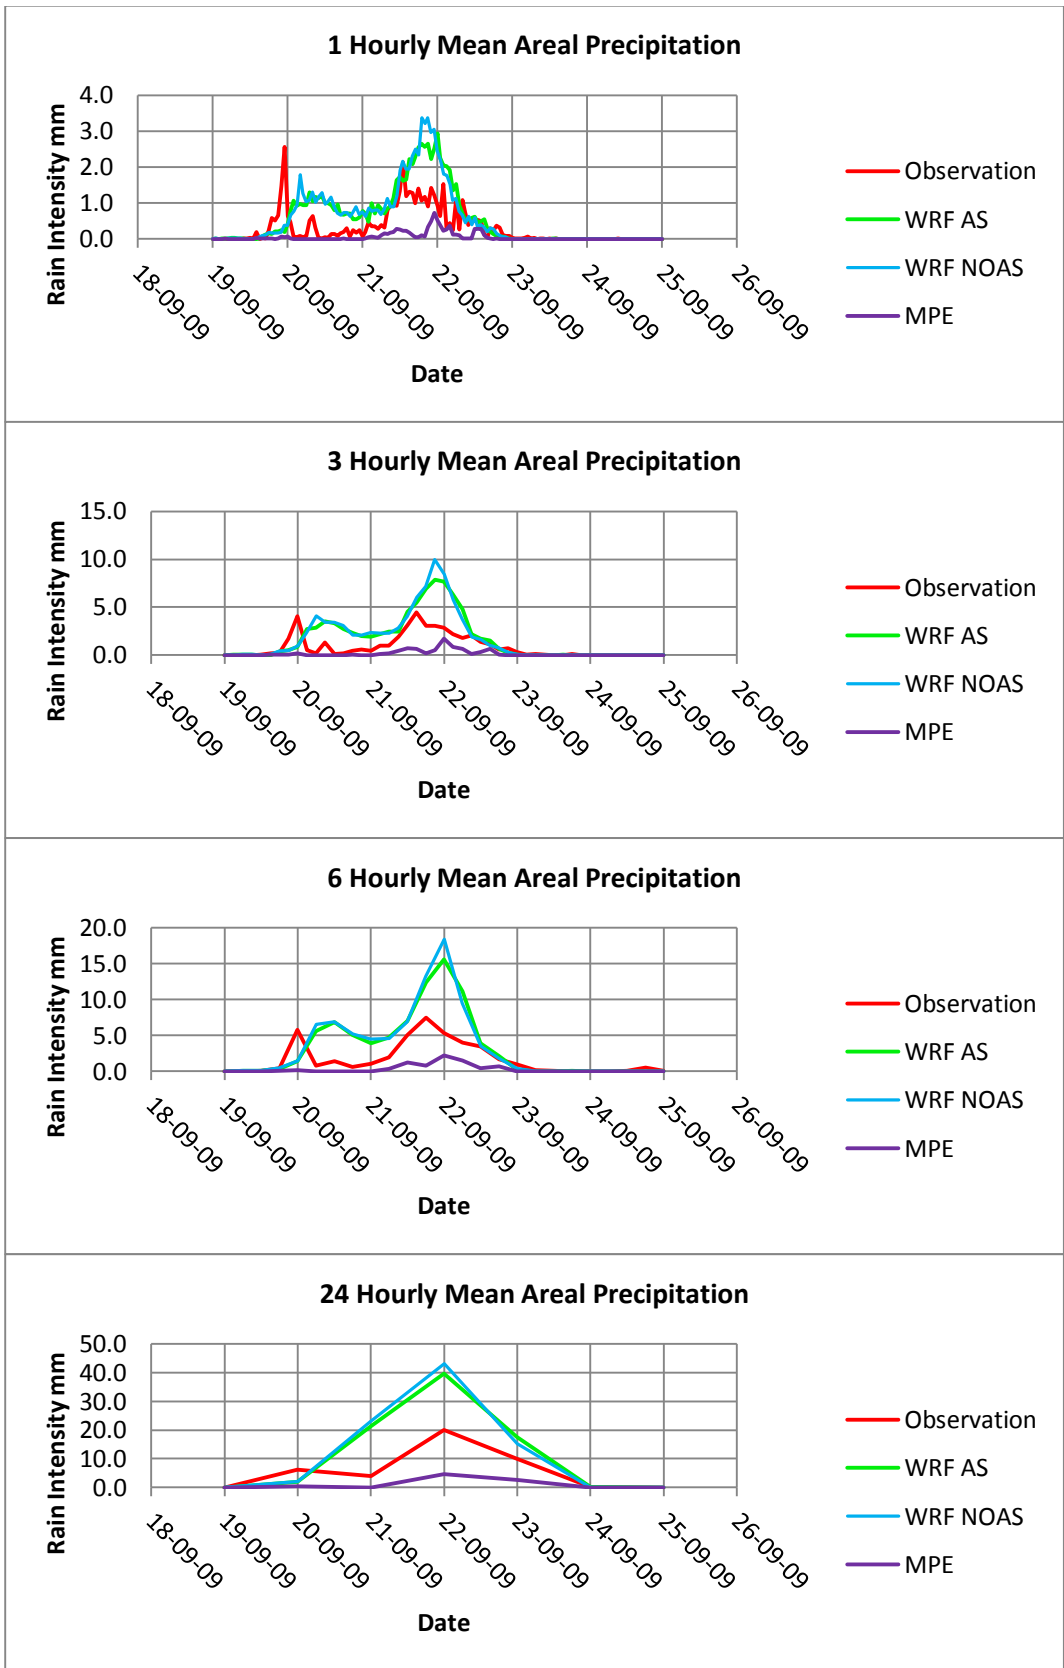 1 Hourly Mean Areal Precipitation
Rain Intensity mm
4.0
3.0
2.0
1.0
0.0
18-09-09
19-09-09
20-09-09
21-09-09
22-09-09
23-09-09
24-09-09
25-09-09
26-09-09
Date
Observation
WRF AS
WRF NOAS
MPE
3 Hourly Mean Areal Precipitation
Rain Intensity mm
15.0
10.0
5.0
0.0
18-09-09
19-09-09
20-09-09
21-09-09
22-09-09
23-09-09
24-09-09
25-09-09
26-09-09
Date
Observation
WRF AS
WRF NOAS
MPE
6 Hourly Mean Areal Precipitation
Rain Intensity mm
20.0
15.0
10.0
5.0
0.0
18-09-09
19-09-09
20-09-09
21-09-09
22-09-09
23-09-09
24-09-09
25-09-09
26-09-09
Date
Observation
WRF AS
WRF NOAS
MPE
24 Hourly Mean Areal Precipitation
Rain Intensity mm
50.0
40.0
30.0
20.0
10.0
0.0
18-09-09
19-09-09
20-09-09
21-09-09
22-09-09
23-09-09
24-09-09
25-09-09
26-09-09
Date
Observation
WRF AS
WRF NOAS
MPE